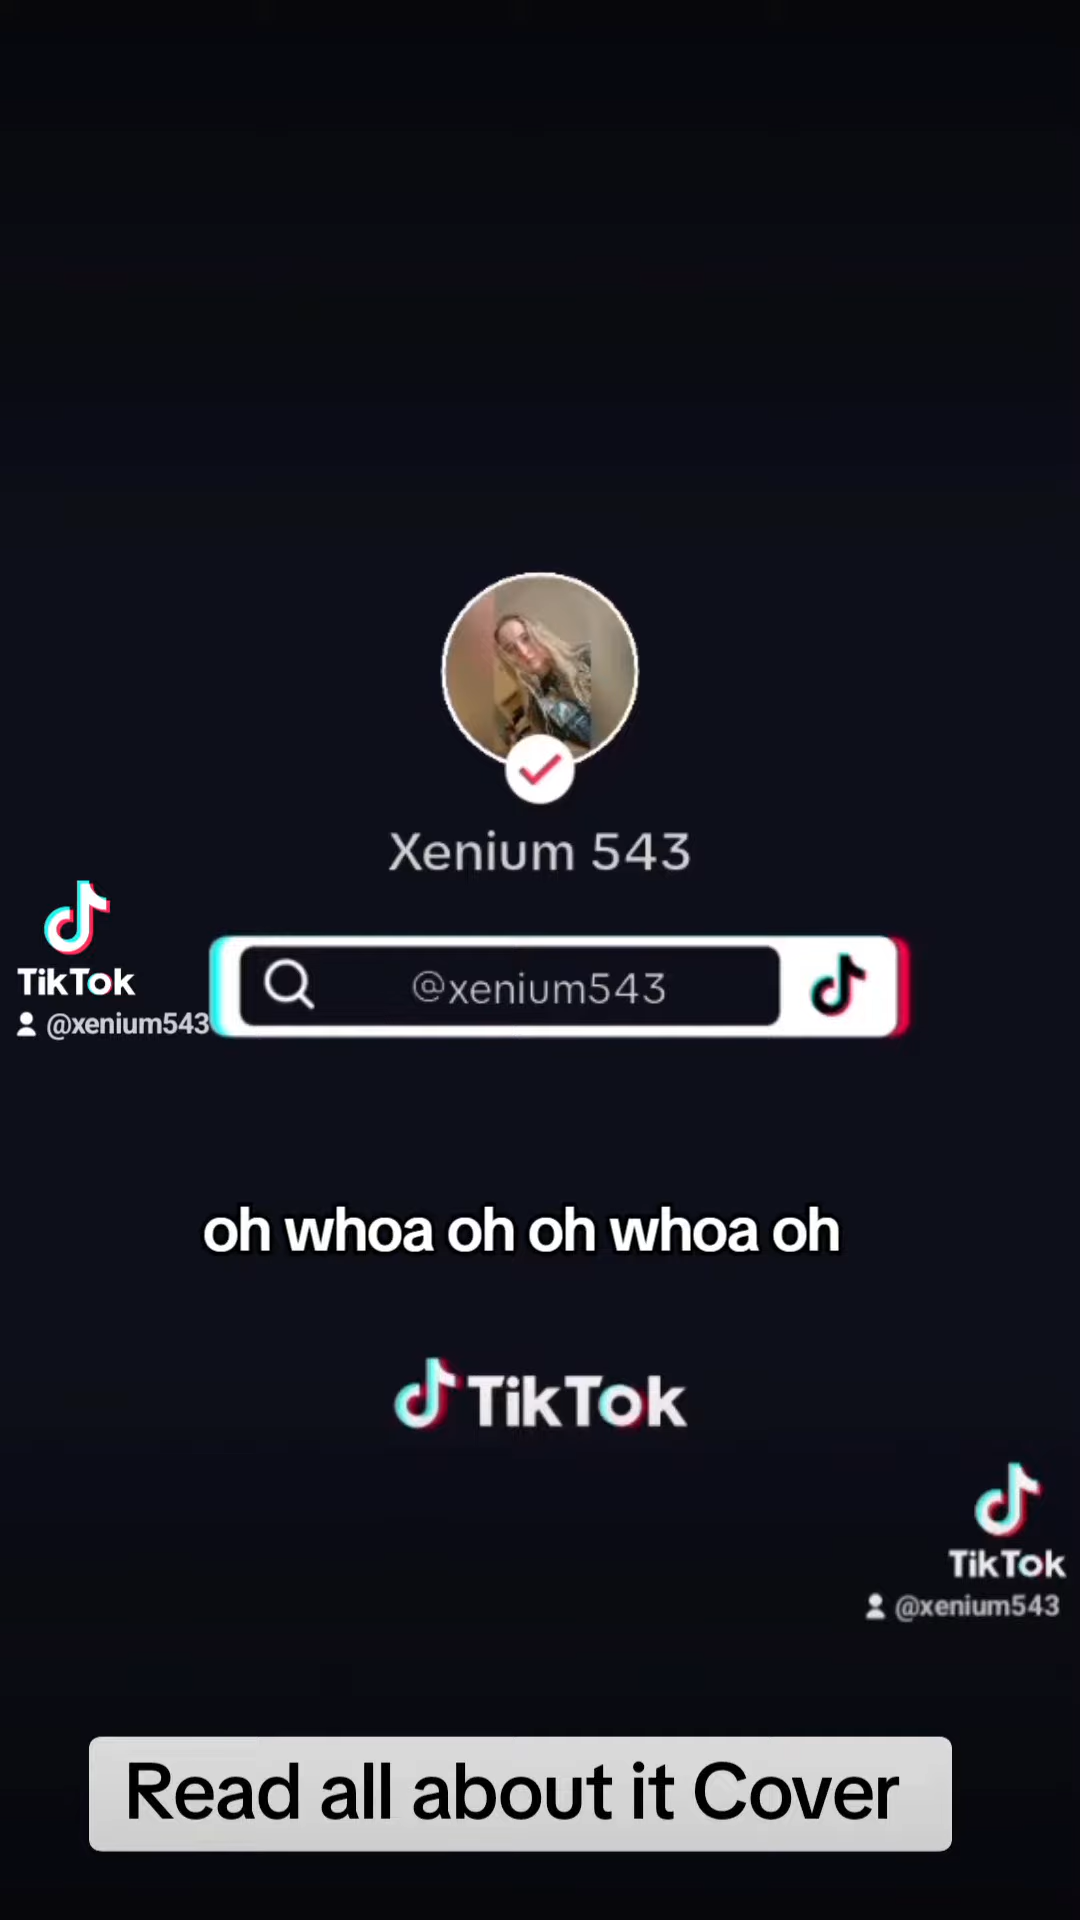 Xenium 543
TikTok
@xenium543
@xenium543
oh whoa oh oh whoa oh
TikTok
TikTok
@xenium543
Read all about it Cover